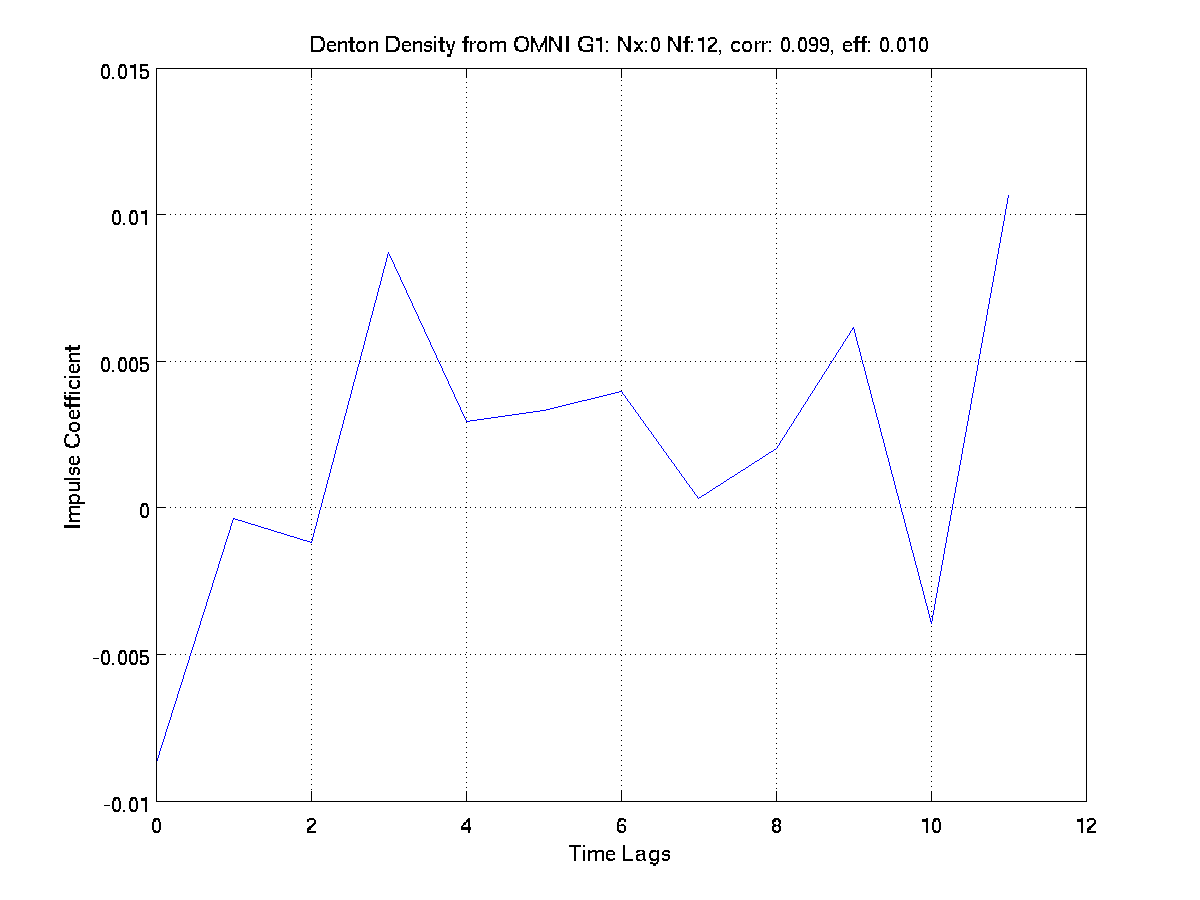 Denton Density from OMNI G1: Nx:0 Nf:12, corr: 0.099, eff: 0.010
0.015
0.01
0.005
0
-0.005
-0.01
Impulse Coefficient
0 2 4 6 8 10 12
Time Lags